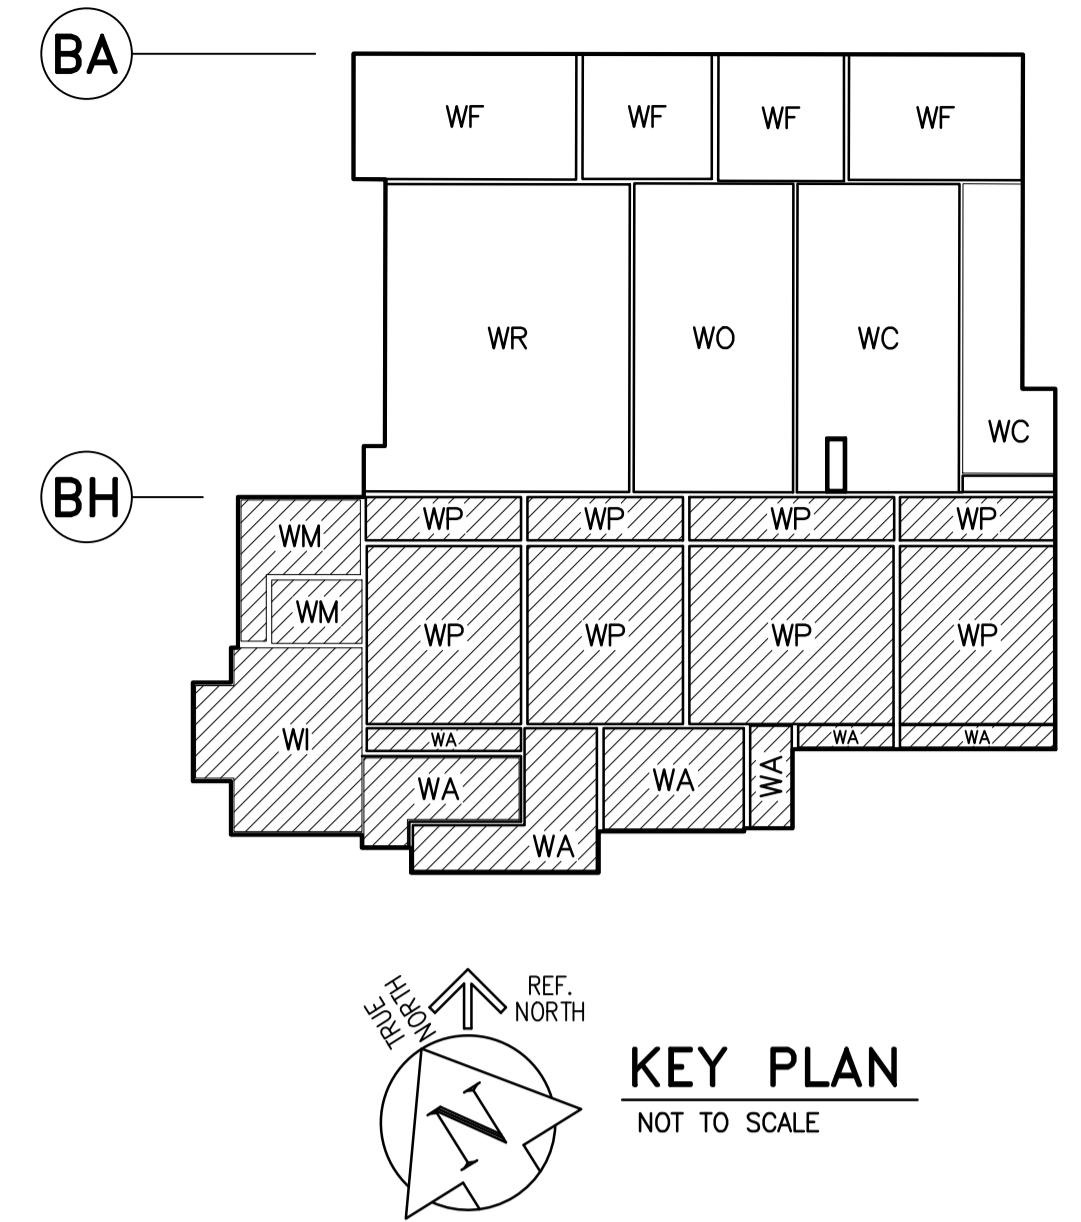 BA
WF WF WF WF
WR WO WC
WC
BH
WM WP WP WP WP
WM WP WP WP WP
WI WA WA WA
WA WA WA
WA
TRUE NORTH
REF. NORTH
N
KEY PLAN
NOT TO SCALE